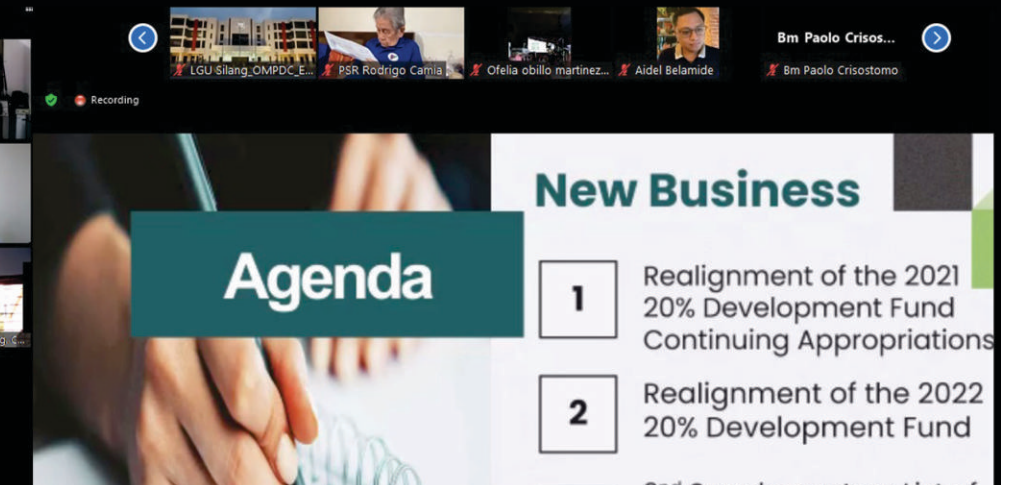 Bm Paolo Crisos...
LGU Silang_OMPDC_E...
PSR Rodrigo Camia
Ofelia obillo martinez...
Aidel Belamide
Bm Paolo Crisostomo
Recording
Agenda
New Business
1
Realignment of the 2021
20% Development Fund
Continuing Appropriations
2
Realignment of the 2022
20% Development Fund